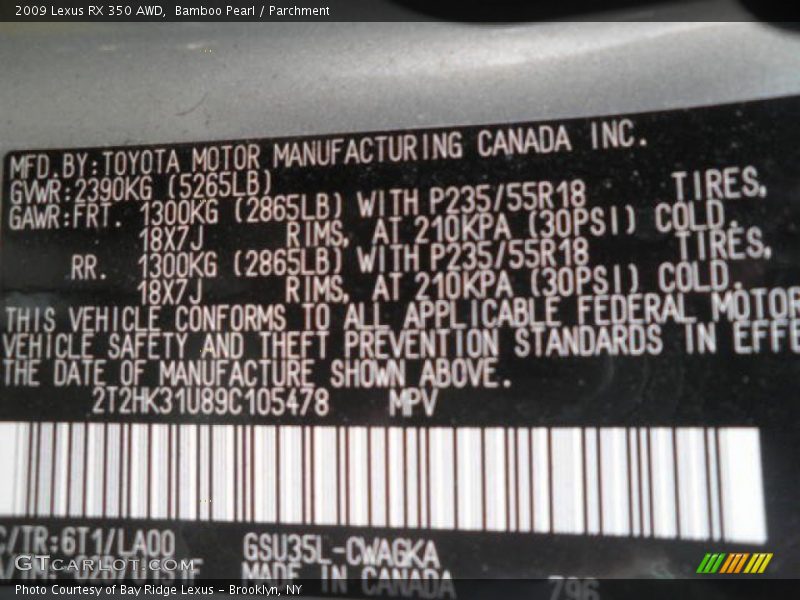 2009 Lexus RX 350 AWD, Bamboo Pearl / Parchment
MFD.BY:TOYOTA MOTOR MANUFACTURING CANADA INC.
GVWR:2390KG (5265LB)
GAWR:FRT. 1300KG (2865LB) WITH P235/55R18 TIRES,
18X7J RIMS, AT 210KPA (30PSI) COLD.
RR. 1300KG (2865LB) WITH P235/55R18 TIRES,
18X7J RIMS, AT 210KPA (30PSI) COLD.
THIS VEHICLE CONFORMS TO ALL APPLICABLE FEDERAL MOTOR
VEHICLE SAFETY AND THEFT PREVENTION STANDARDS IN EFFE
THE DATE OF MANUFACTURE SHOWN ABOVE.
2T2HK31U89C105478 MPV
C/TR:6T1/LA00 GSU35L-CWAGKA
MADE IN CANADA 796
GTcarlot.com
Photo Courtesy of Bay Ridge Lexus - Brooklyn, NY